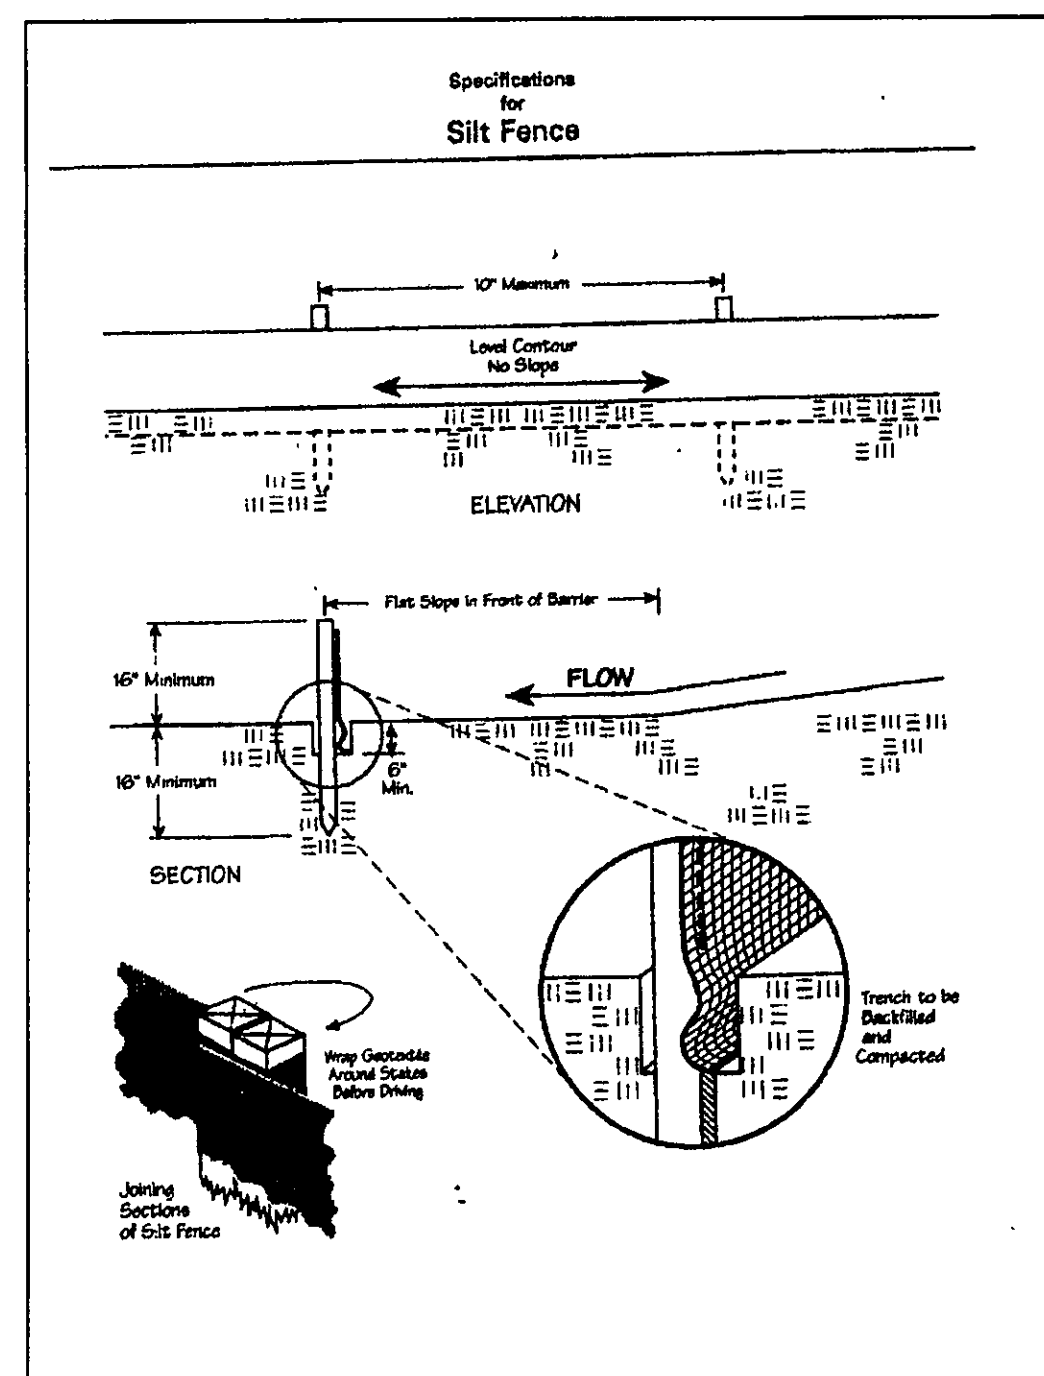 Specifications
for
Silt Fence
10" Maximum
Level Contour
No Slope
ELEVATION
Flat Slope in Front of Barrier
16" Minimum
FLOW
16" Minimum
6"
Min.
SECTION
Trench to be
Backfilled
and
Compacted
Wrap Geotextile
Around Stakes
Before Driving
Joining
Sections
of Silt Fence